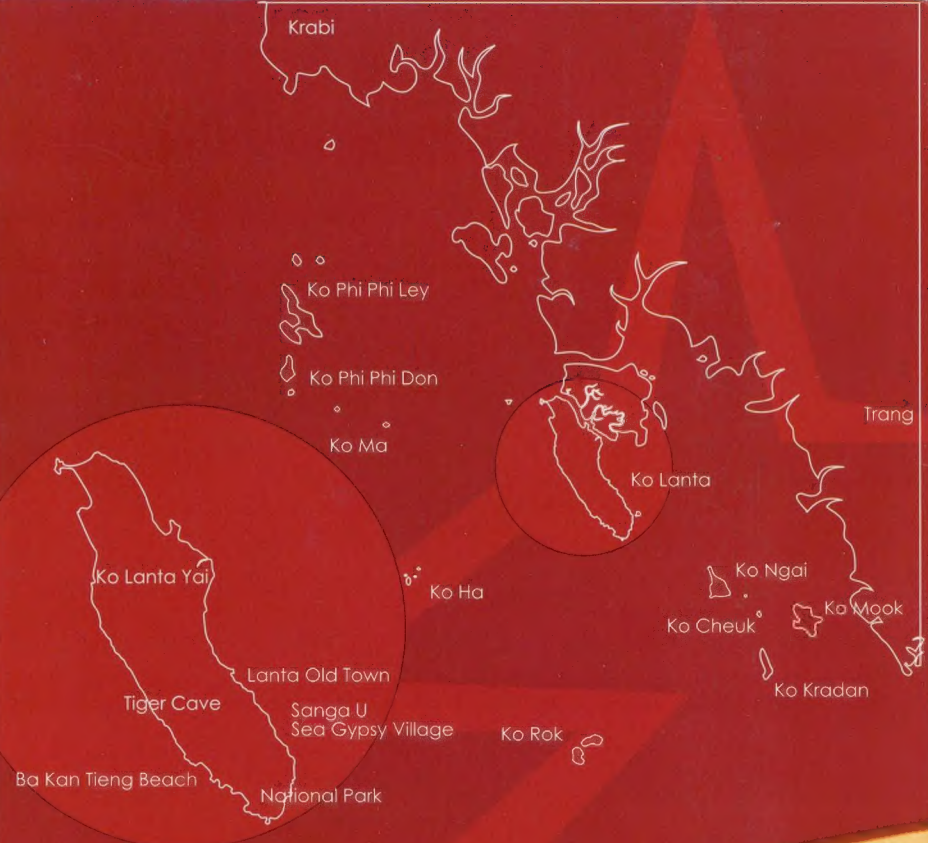 Krabi
Ko Phi Phi Ley
Ko Phi Phi Don
Trang
Ko Ma
Ko Lanta
Ko Ngai
Ko Lanta Yai
Ko Ha
Ko Mook
Ko Cheuk
Lanta Old Town
Ko Kradan
Tiger Cave
Sanga U
Sea Gypsy Village
Ko Rok
Ba Kan Tieng Beach
National Park